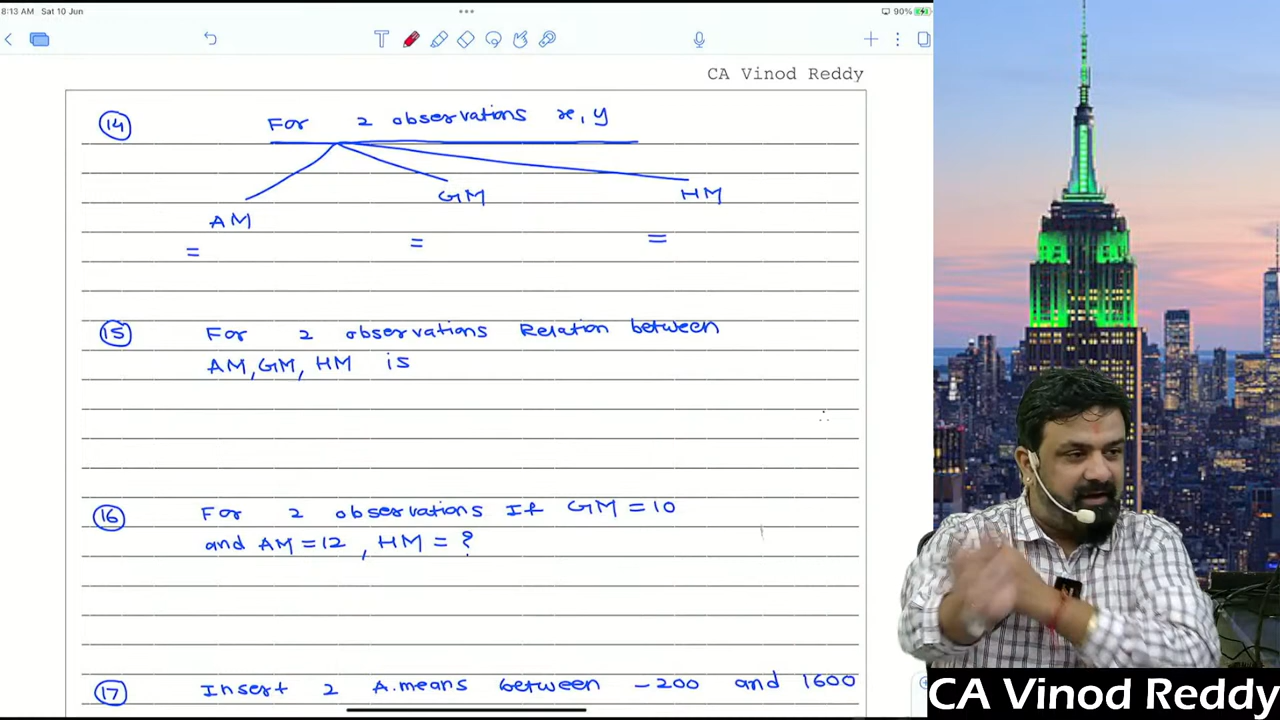 8:13 AM Sat 10 Jun
90%
T
CA Vinod Reddy
14 For 2 observations x, y
AM GM HM
= = =
15 For 2 observations Relation between
AM, GM, HM is
16 For 2 observations If GM = 10
and AM = 12, HM = ?
17 Insert 2 A.means between -200 and 1600
CA Vinod Reddy